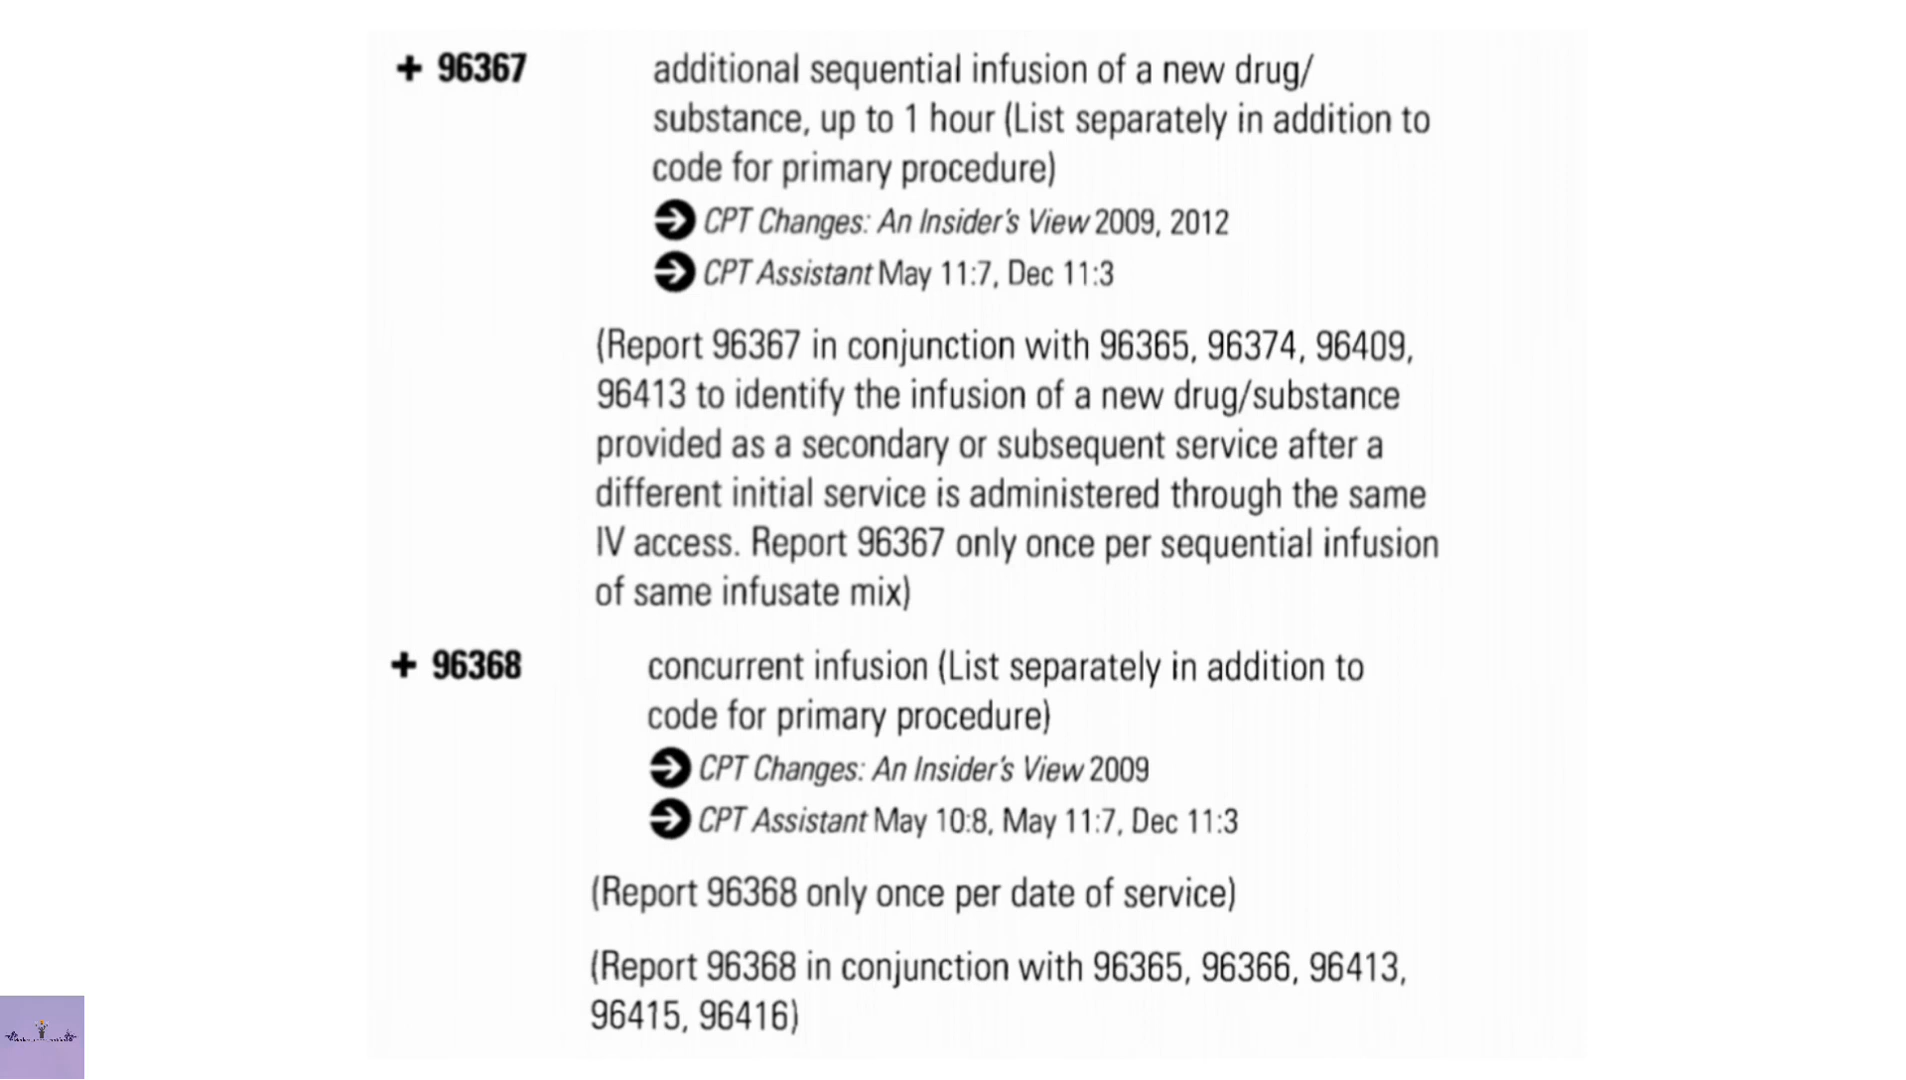 + 96367 additional sequential infusion of a new drug/
substance, up to 1 hour (List separately in addition to
code for primary procedure)
CPT Changes: An Insider's View 2009, 2012
CPT Assistant May 11:7, Dec 11:3
(Report 96367 in conjunction with 96365, 96374, 96409,
96413 to identify the infusion of a new drug/substance
provided as a secondary or subsequent service after a
different initial service is administered through the same
IV access. Report 96367 only once per sequential infusion
of same infusate mix)
+ 96368 concurrent infusion (List separately in addition to
code for primary procedure)
CPT Changes: An Insider's View 2009
CPT Assistant May 10:8, May 11:7, Dec 11:3
(Report 96368 only once per date of service)
(Report 96368 in conjunction with 96365, 96366, 96413,
96415, 96416)